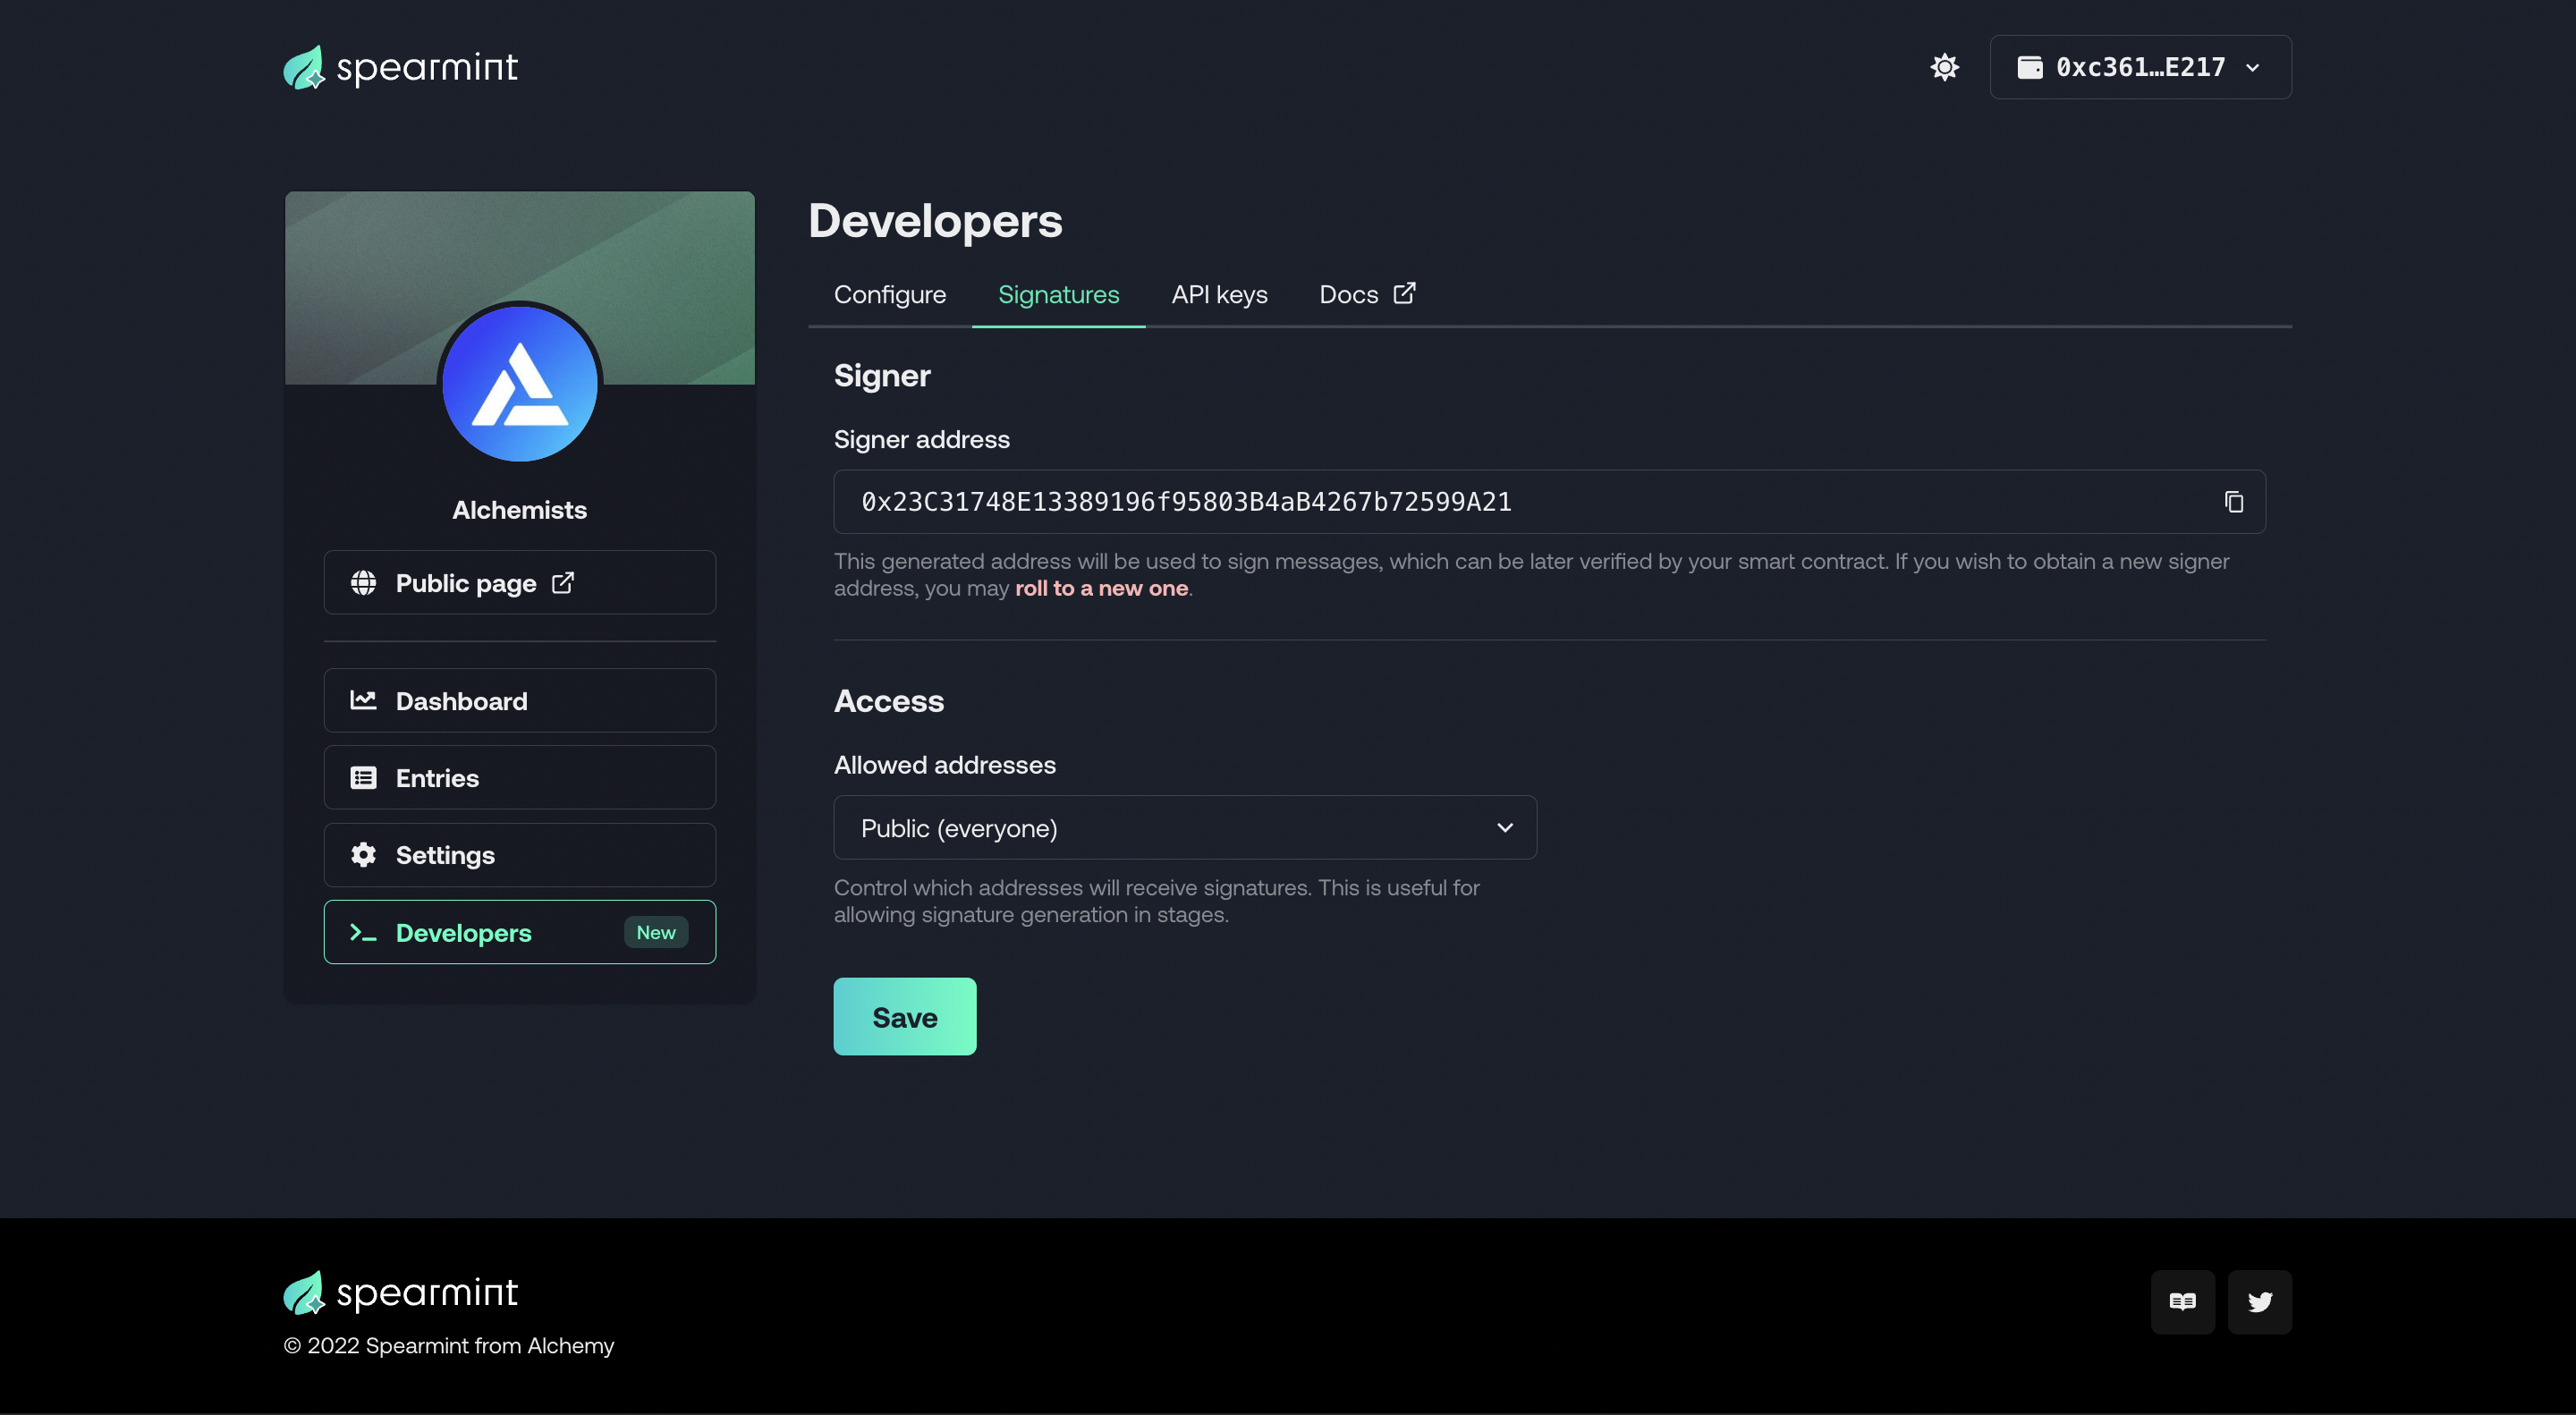 spearmint
0xc361…E217
Alchemists
Public page
Dashboard
Entries
Settings
Developers New
Developers
Configure Signatures API keys Docs
Signer
Signer address
0x23C31748E13389196f95803B4aB4267b72599A21
This generated address will be used to sign messages, which can be later verified by your smart contract. If you wish to obtain a new signer
address, you may roll to a new one.
Access
Allowed addresses
Public (everyone)
Control which addresses will receive signatures. This is useful for
allowing signature generation in stages.
Save
spearmint
© 2022 Spearmint from Alchemy